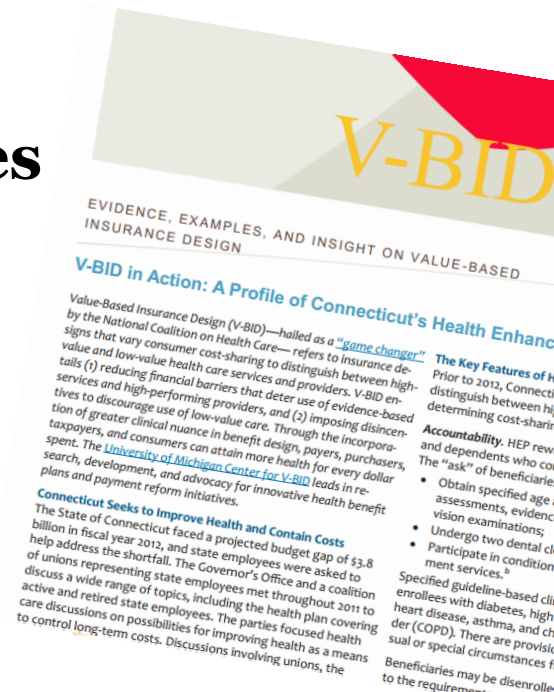 es
V-BID
EVIDENCE, EXAMPLES, AND INSIGHT ON VALUE-BASED
INSURANCE DESIGN
V-BID in Action: A Profile of Connecticut's Health Enhanc
Value-Based Insurance Design (V-BID)—hailed as a "game changer"
by the National Coalition on Health Care— refers to insurance de-
signs that vary consumer cost-sharing to distinguish between high-
value and low-value health care services and providers. V-BID en-
tails (1) reducing financial barriers that deter use of evidence-based
services and high-performing providers, and (2) imposing disincen-
tives to discourage use of low-value care. Through the incorpora-
tion of greater clinical nuance in benefit design, payers, purchasers,
taxpayers, and consumers can attain more health for every dollar
spent. The University of Michigan Center for V-BID leads in re-
search, development, and advocacy for innovative health benefit
plans and payment reform initiatives.
Connecticut Seeks to Improve Health and Contain Costs
The State of Connecticut faced a projected budget gap of $3.8
billion in fiscal year 2012, and state employees were asked to
help address the shortfall. The Governor's Office and a coalition
of unions representing state employees met throughout 2011 to
discuss a wide range of topics, including the health plan covering
active and retired state employees. The parties focused health
care discussions on possibilities for improving health as a means
to control long-term costs. Discussions involving unions, the
The Key Features of H
Prior to 2012, Connecti
distinguish between hi
determining cost-sharin
Accountability. HEP rew
and dependents who co
The "ask" of beneficiarie
• Obtain specified age a
assessments, evidenc
vision examinations;
• Undergo two dental cl
• Participate in condition
ment services.b
Specified guideline-based cli
enrollees with diabetes, high
heart disease, asthma, and ch
der (COPD). There are provisio
sual or special circumstances f
Beneficiaries may be disenrolle
to the requirement